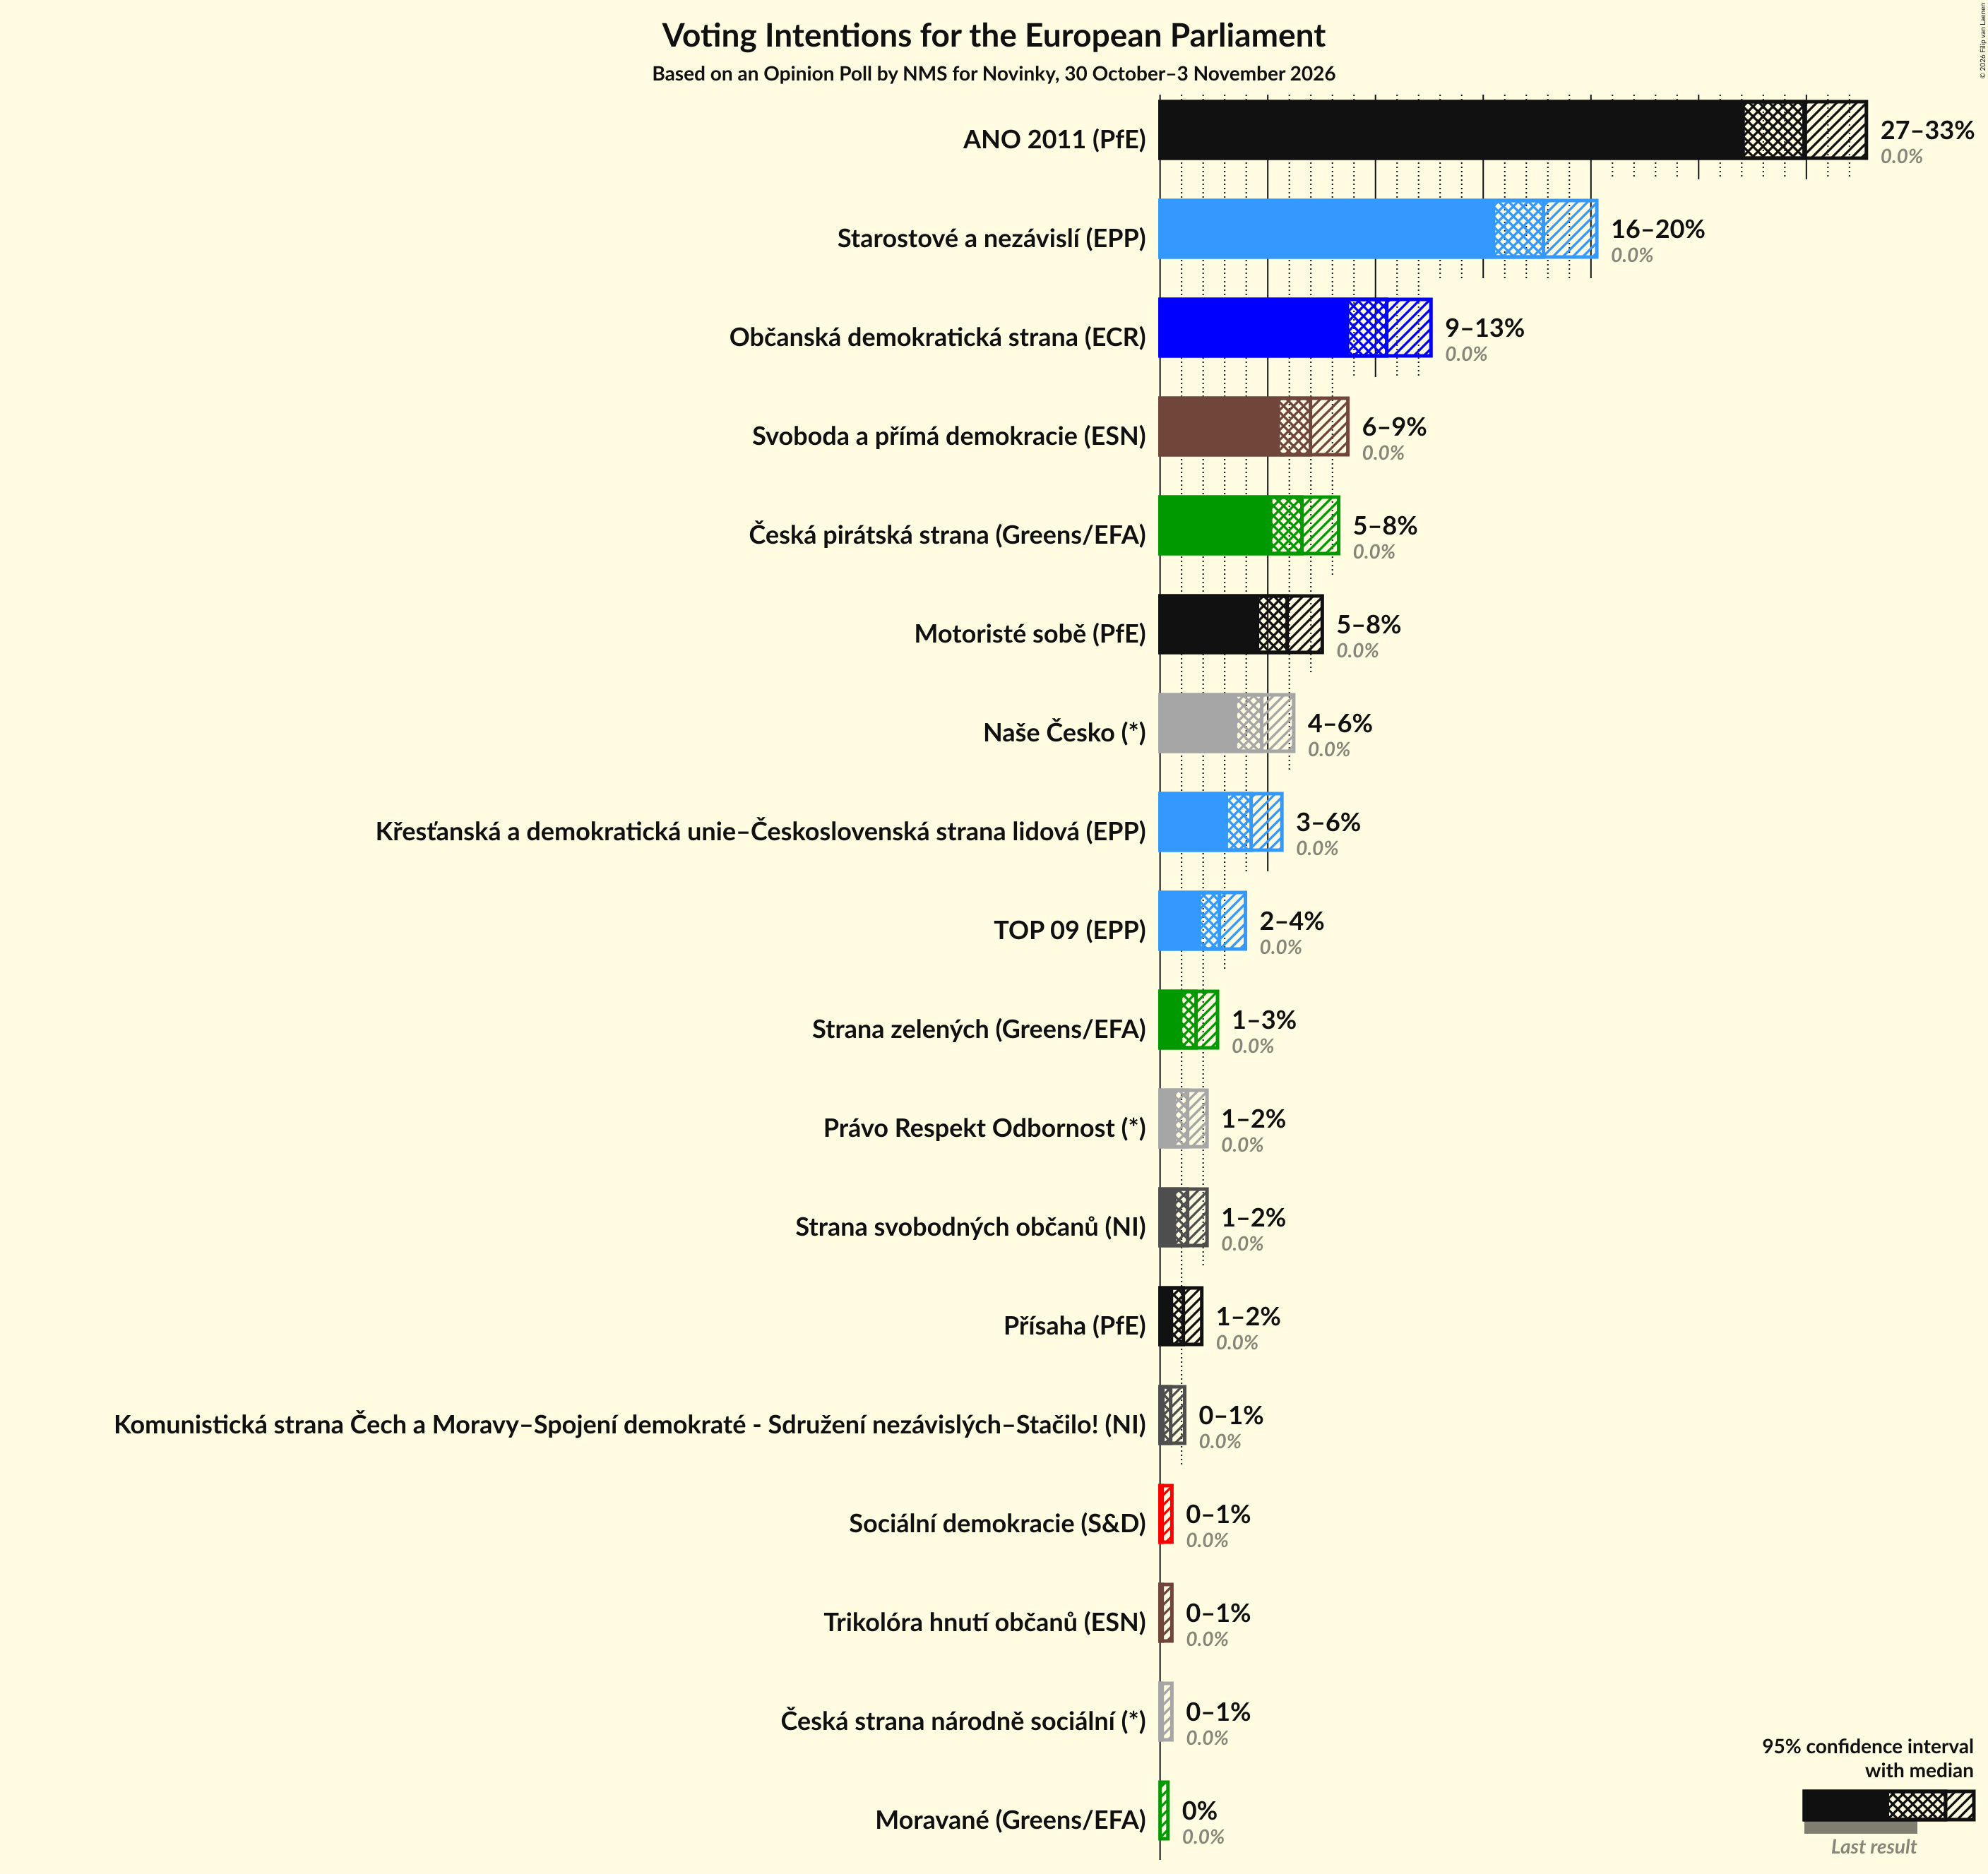 Voting Intentions for the European Parliament
Based on an Opinion Poll by NMS for Novinky, 30 October–3 November 2026
© 2026 Filip van Laenen
ANO 2011 (PfE)
27–33%
0.0%
Starostové a nezávislí (EPP)
16–20%
0.0%
Občanská demokratická strana (ECR)
9–13%
0.0%
Svoboda a přímá demokracie (ESN)
6–9%
0.0%
Česká pirátská strana (Greens/EFA)
5–8%
0.0%
Motoristé sobě (PfE)
5–8%
0.0%
Naše Česko (*)
4–6%
0.0%
Křesťanská a demokratická unie–Československá strana lidová (EPP)
3–6%
0.0%
TOP 09 (EPP)
2–4%
0.0%
Strana zelených (Greens/EFA)
1–3%
0.0%
Právo Respekt Odbornost (*)
1–2%
0.0%
Strana svobodných občanů (NI)
1–2%
0.0%
Přísaha (PfE)
1–2%
0.0%
Komunistická strana Čech a Moravy–Spojení demokraté - Sdružení nezávislých–Stačilo! (NI)
0–1%
0.0%
Sociální demokracie (S&D)
0–1%
0.0%
Trikolóra hnutí občanů (ESN)
0–1%
0.0%
Česká strana národně sociální (*)
0–1%
0.0%
Moravané (Greens/EFA)
0%
0.0%
95% confidence interval
with median
Last result